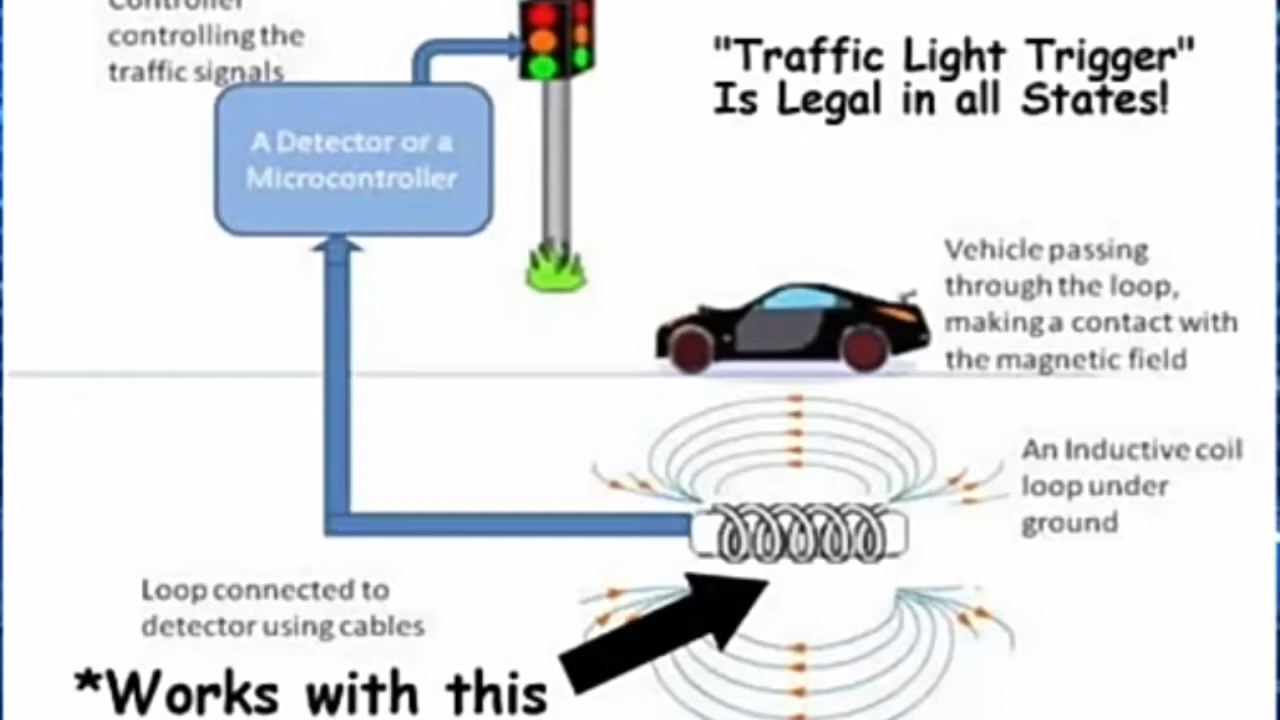 Controller
controlling the
traffic signals
"Traffic Light Trigger"
Is Legal in all States!
A Detector or a
Microcontroller
Vehicle passing
through the loop,
making a contact with
the magnetic field
An Inductive coil
loop under
ground
Loop connected to
detector using cables
*Works with this